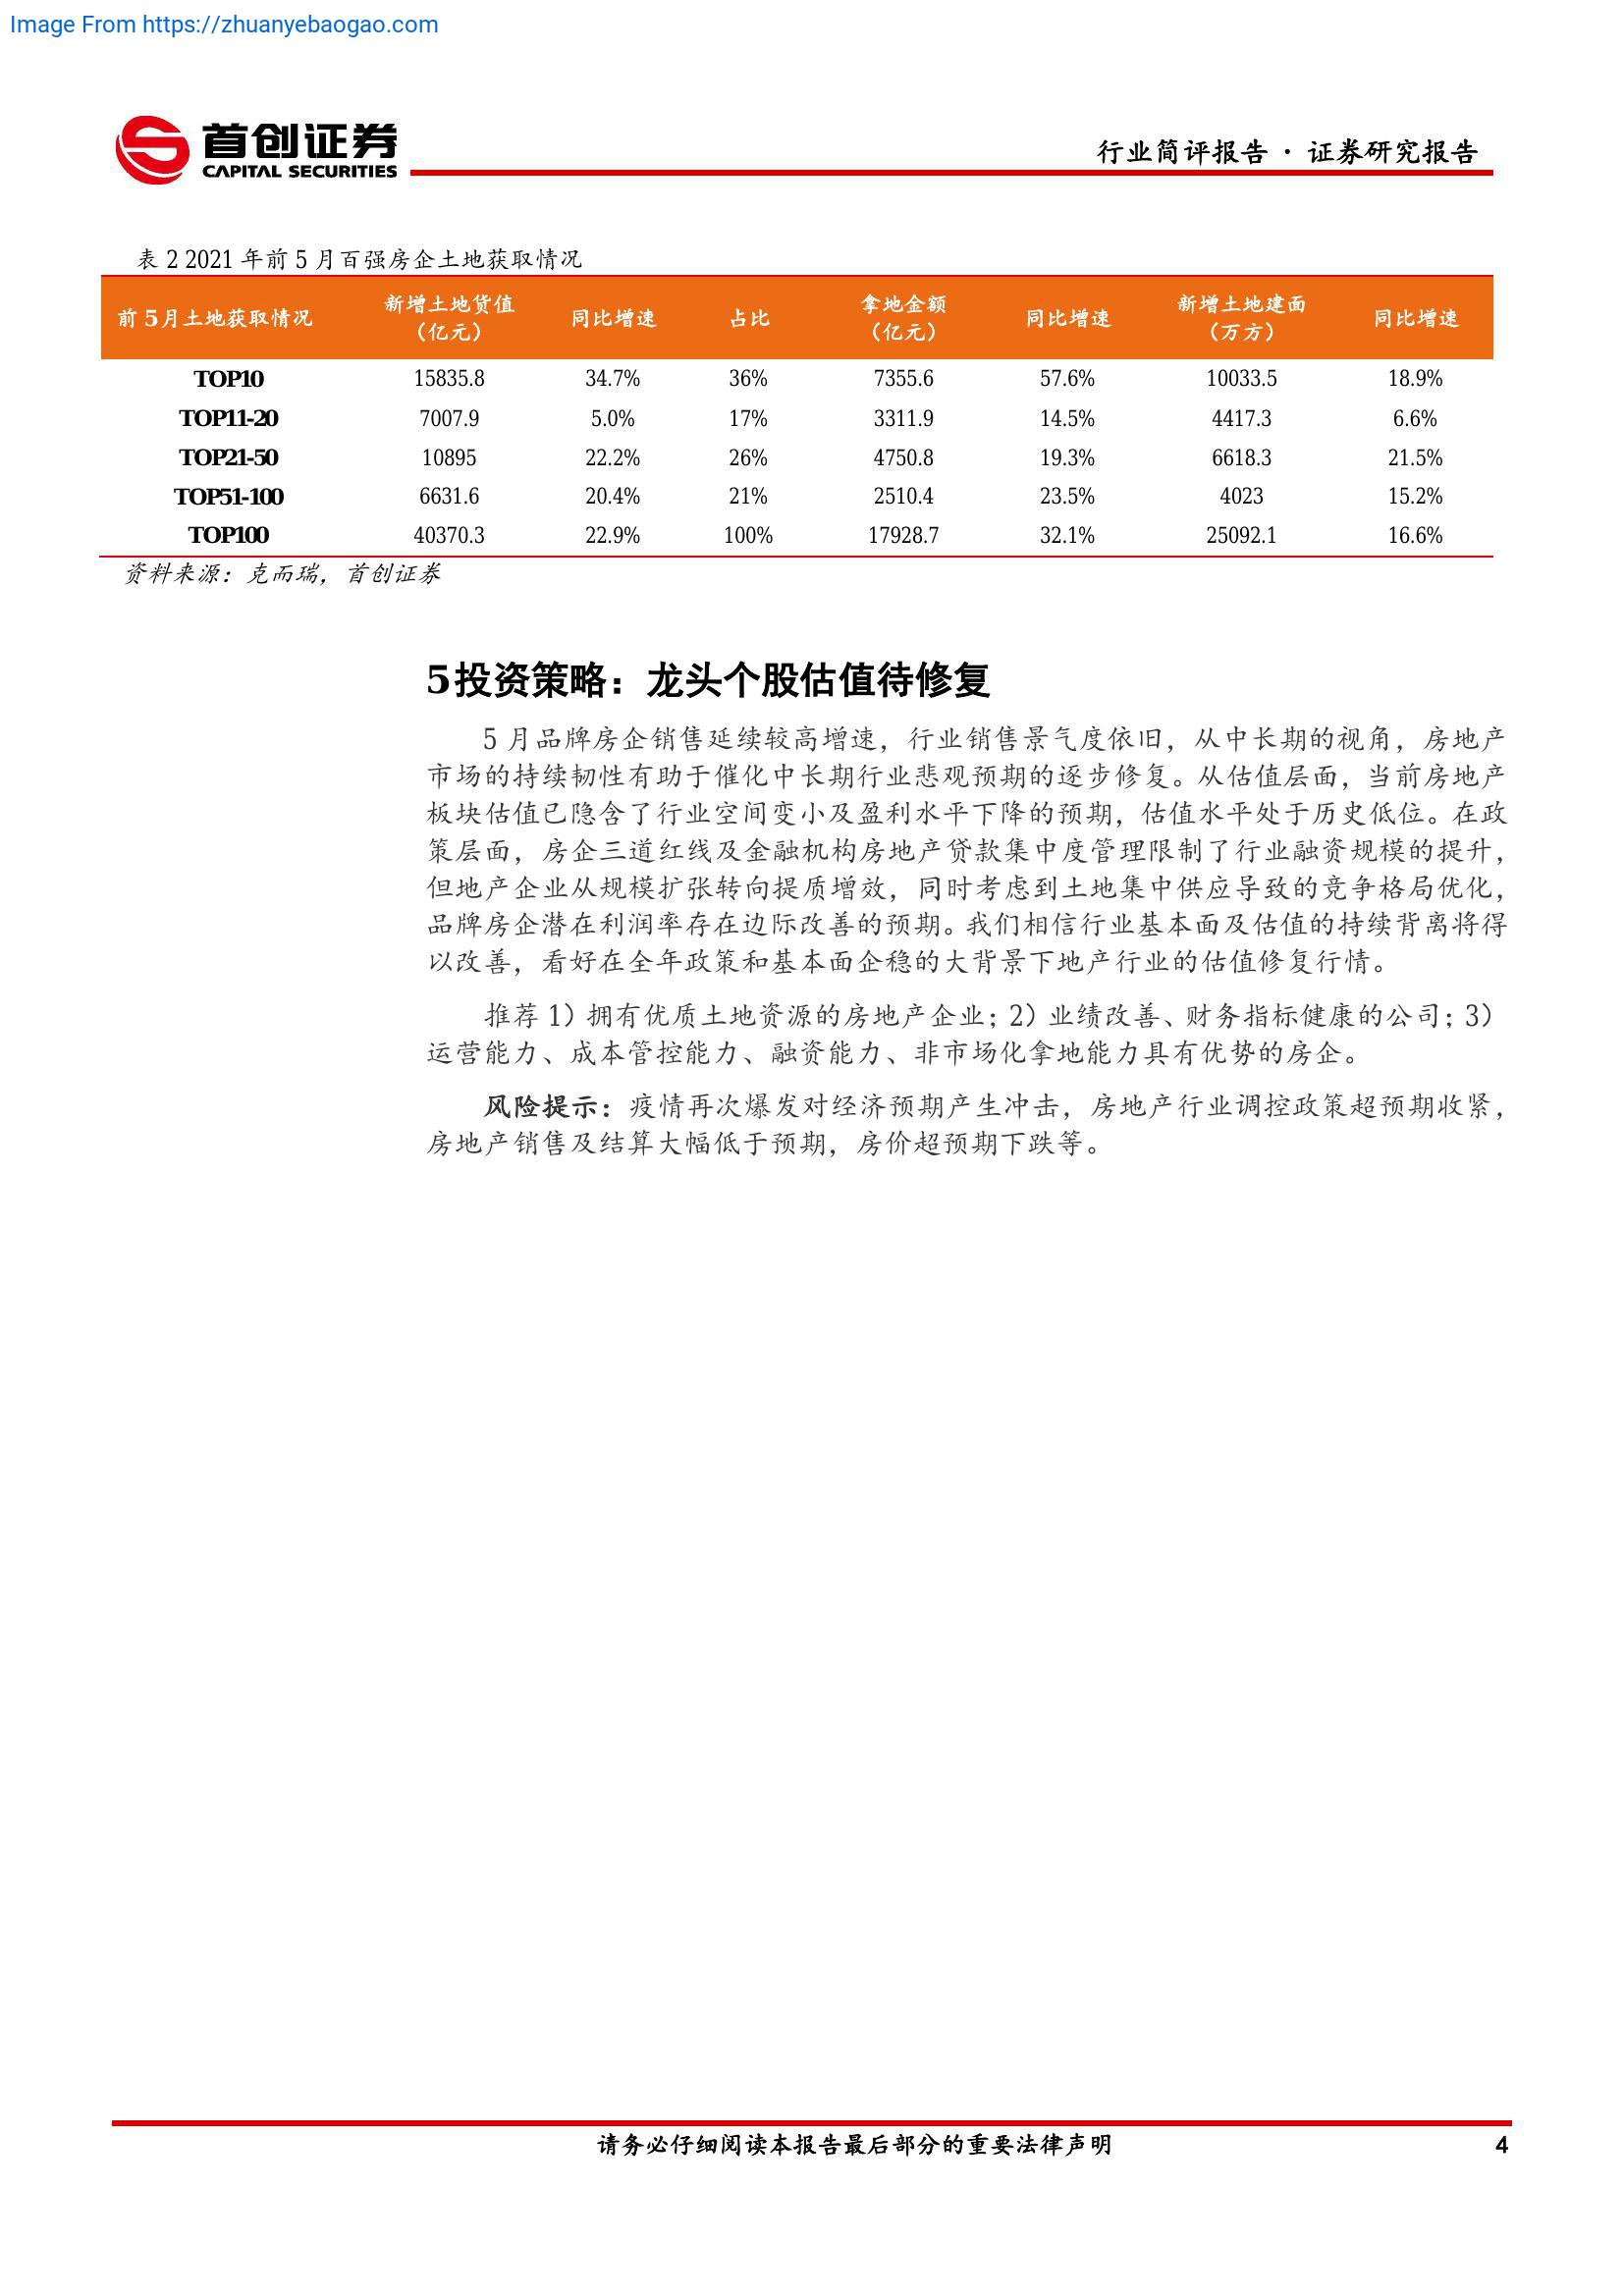 Image From https://zhuanyebaogao.com
首创证券
CAPITAL SECURITIES
行业简评报告 · 证券研究报告
表 2 2021 年前 5 月百强房企土地获取情况
前 5月土地获取情况 新增土地货值（亿元） 同比增速 占比 拿地金额（亿元） 同比增速 新增土地建面（万方） 同比增速
TOP10 15835.8 34.7% 36% 7355.6 57.6% 10033.5 18.9%
TOP11-20 7007.9 5.0% 17% 3311.9 14.5% 4417.3 6.6%
TOP21-50 10895 22.2% 26% 4750.8 19.3% 6618.3 21.5%
TOP51-100 6631.6 20.4% 21% 2510.4 23.5% 4023 15.2%
TOP100 40370.3 22.9% 100% 17928.7 32.1% 25092.1 16.6%
资料来源：克而瑞，首创证券
5投资策略：龙头个股估值待修复
5 月品牌房企销售延续较高增速，行业销售景气度依旧，从中长期的视角，房地产
市场的持续韧性有助于催化中长期行业悲观预期的逐步修复。从估值层面，当前房地产
板块估值已隐含了行业空间变小及盈利水平下降的预期，估值水平处于历史低位。在政
策层面，房企三道红线及金融机构房地产贷款集中度管理限制了行业融资规模的提升，
但地产企业从规模扩张转向提质增效，同时考虑到土地集中供应导致的竞争格局优化，
品牌房企潜在利润率存在边际改善的预期。我们相信行业基本面及估值的持续背离将得
以改善，看好在全年政策和基本面企稳的大背景下地产行业的估值修复行情。
推荐 1）拥有优质土地资源的房地产企业；2）业绩改善、财务指标健康的公司；3）
运营能力、成本管控能力、融资能力、非市场化拿地能力具有优势的房企。
风险提示：疫情再次爆发对经济预期产生冲击，房地产行业调控政策超预期收紧，
房地产销售及结算大幅低于预期，房价超预期下跌等。
请务必仔细阅读本报告最后部分的重要法律声明 4